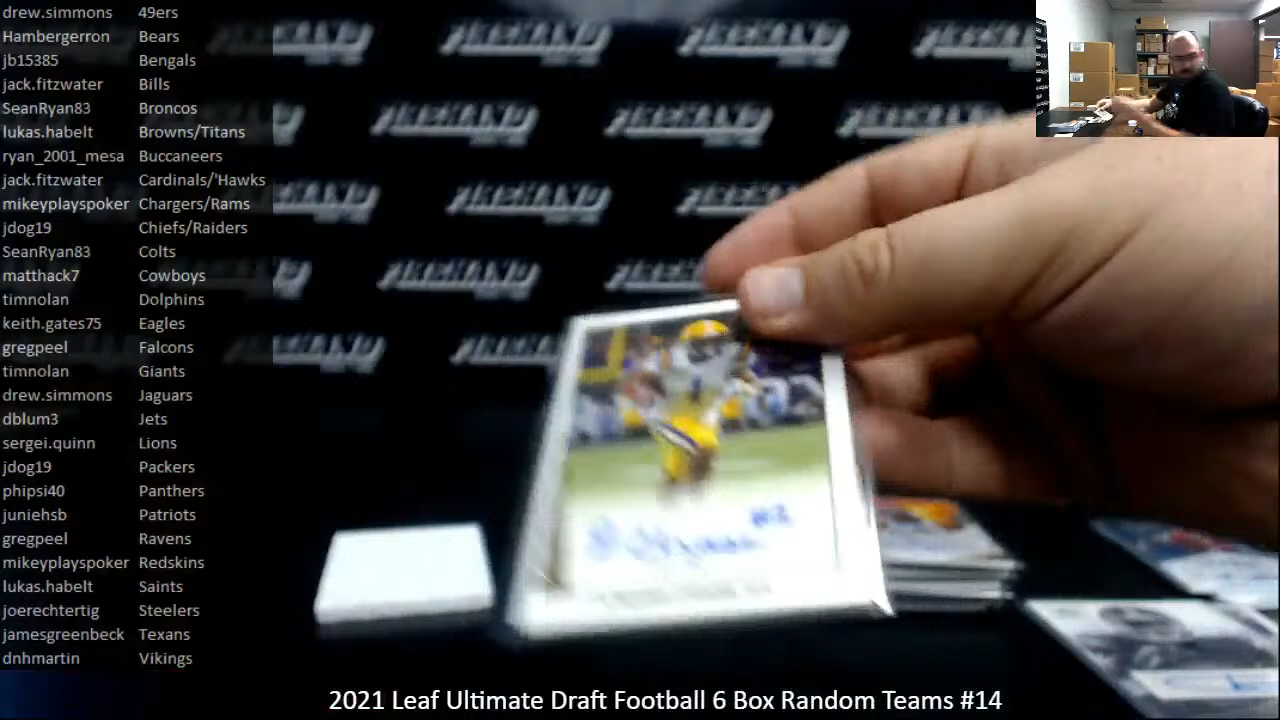 drew.simmons 49ers
Hambergerron Bears
jb15385 Bengals
jack.fitzwater Bills
SeanRyan83 Broncos
lukas.habelt Browns/Titans
ryan_2001_mesa Buccaneers
jack.fitzwater Cardinals/'Hawks
mikeyplayspoker Chargers/Rams
jdog19 Chiefs/Raiders
SeanRyan83 Colts
matthack7 Cowboys
timnolan Dolphins
keith.gates75 Eagles
gregpeel Falcons
timnolan Giants
drew.simmons Jaguars
dblum3 Jets
sergei.quinn Lions
jdog19 Packers
phipsi40 Panthers
juniehsb Patriots
gregpeel Ravens
mikeyplayspoker Redskins
lukas.habelt Saints
joerechtertig Steelers
jamesgreenbeck Texans
dnhmartin Vikings
2021 Leaf Ultimate Draft Football 6 Box Random Teams #14